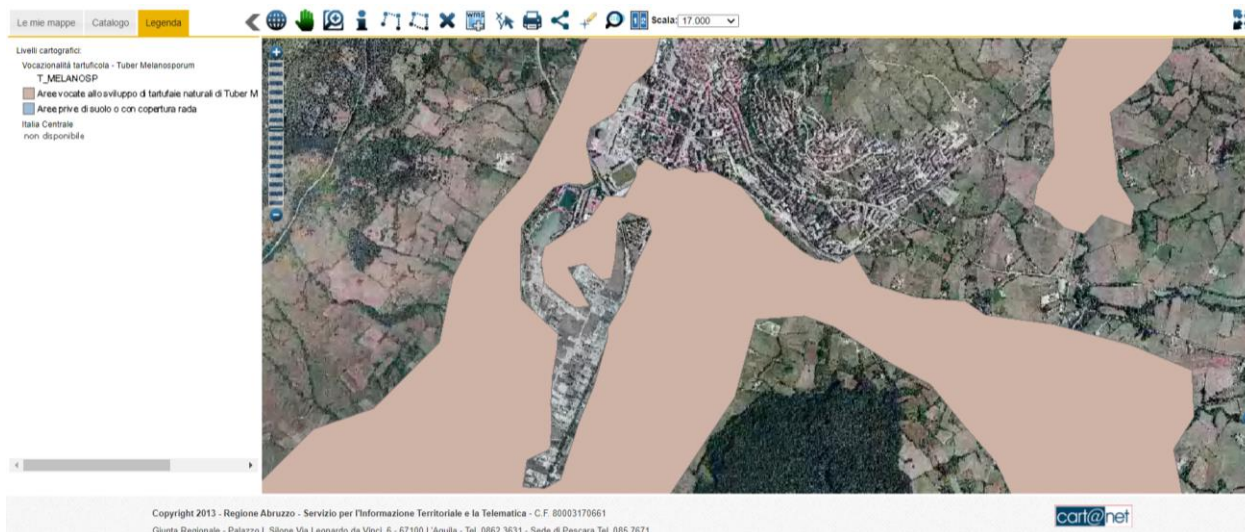 Le mie mappe Catalogo Legenda
Scala: 17.000
Livelli cartografici:
Vocazionalità tartuficola - Tuber Melanosporum
T_MELANOSP
Aree vocate allo sviluppo di tartufaie naturali di Tuber M
Aree prive di suolo o con copertura rada
Italia Centrale
non disponibile
Copyright 2013 - Regione Abruzzo - Servizio per l'Informazione Territoriale e la Telematica - C.F. 80003170661
Giunta Regionale - Palazzo I. Silone Via Leonardo da Vinci, 6 - 67100 L'Aquila - Tel. 0862.3631 - Sede di Pescara Tel. 085.7671
cart@net